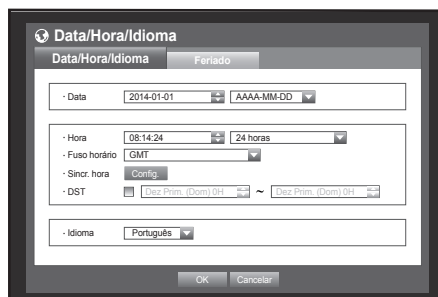 Data/Hora/Idioma
Data/Hora/Idioma Feriado
· Data 2014-01-01 AAAA-MM-DD
· Hora 08:14:24 24 horas
· Fuso horário GMT
· Sincr. hora Config.
· DST Dez Prim. (Dom) 0H ~ Dez Prim. (Dom) 0H
· Idioma Português
OK Cancelar